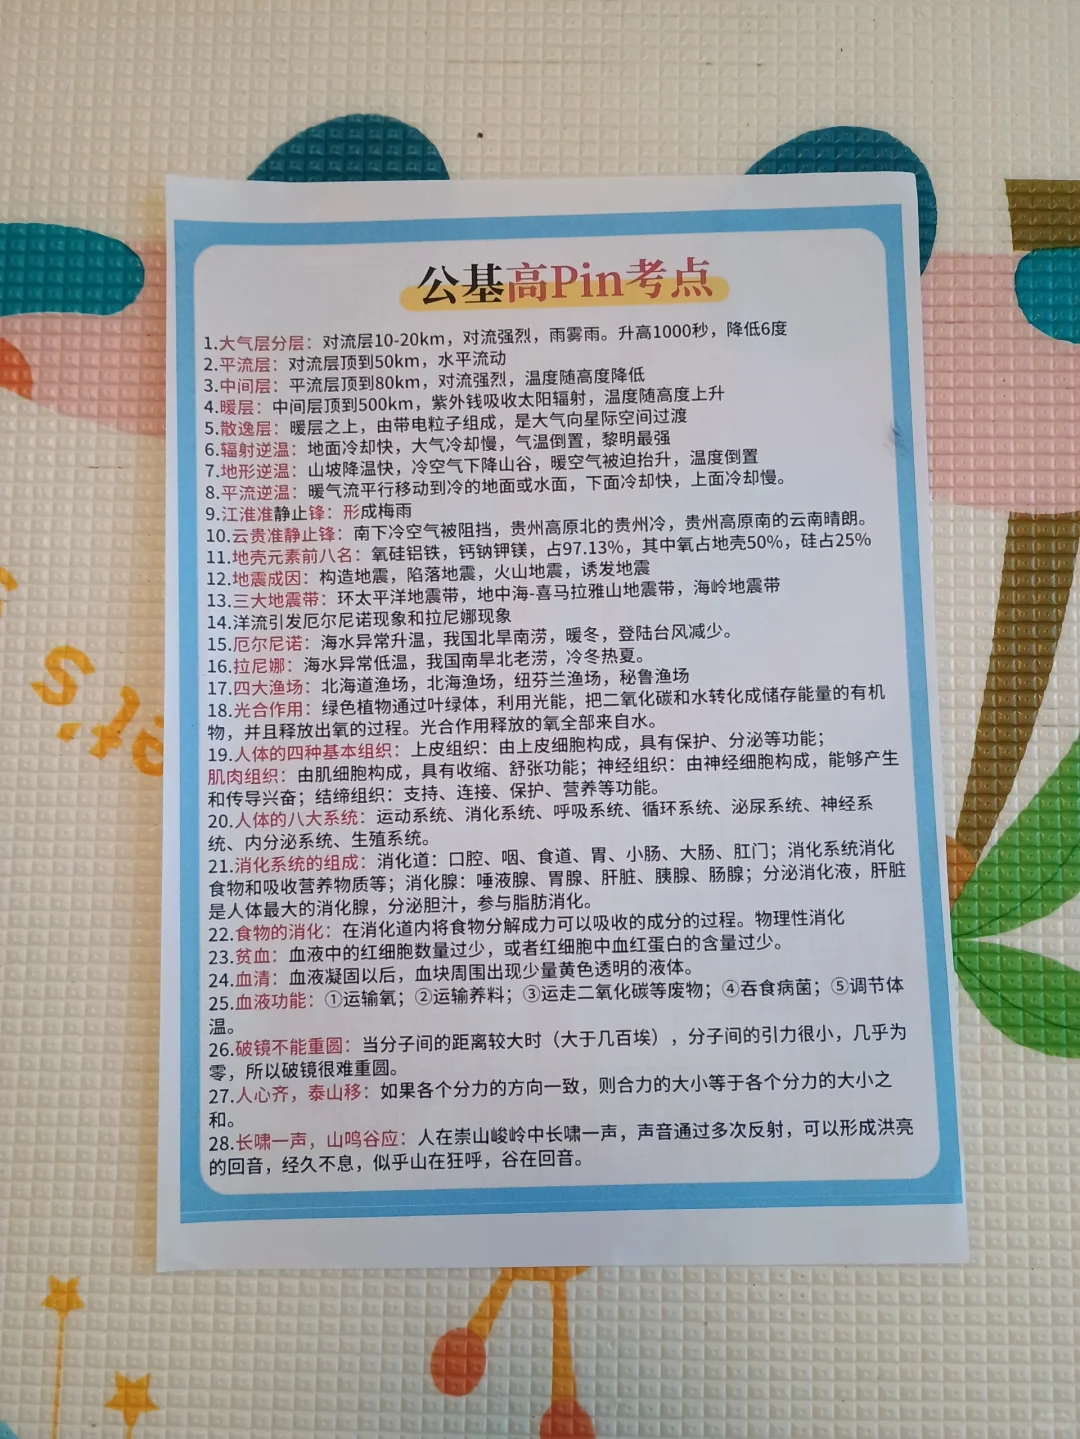 公基高Pin考点
1.大气层分层：对流层10-20km，对流强烈，雨雾雨。升高1000秒，降低6度
2.平流层：对流层顶到50km，水平流动
3.中间层：平流层顶到80km，对流强烈，温度随高度降低
4.暖层：中间层顶到500km，紫外钱吸收太阳辐射，温度随高度上升
5.散逸层：暖层之上，由带电粒子组成，是大气向星际空间过渡
6.辐射逆温：地面冷却快，大气冷却慢，气温倒置，黎明最强
7.地形逆温：山坡降温快，冷空气下降山谷，暖空气被迫抬升，温度倒置
8.平流逆温：暖气流平行移动到冷的地面或水面，下面冷却快，上面冷却慢。
9.江淮准静止锋：形成梅雨
10.云贵准静止锋：南下冷空气被阻挡，贵州高原北的贵州冷，贵州高原南的云南晴朗。
11.地壳元素前八名：氧硅铝铁，钙钠钾镁，占97.13%，其中氧占地壳50%，硅占25%
12.地震成因：构造地震，陷落地震，火山地震，诱发地震
13.三大地震带：环太平洋地震带，地中海-喜马拉雅山地震带，海岭地震带
14.洋流引发厄尔尼诺现象和拉尼娜现象
15.厄尔尼诺：海水异常升温，我国北旱南涝，暖冬，登陆台风减少。
16.拉尼娜：海水异常低温，我国南旱北老涝，冷冬热夏。
17.四大渔场：北海道渔场，北海渔场，纽芬兰渔场，秘鲁渔场
18.光合作用：绿色植物通过叶绿体，利用光能，把二氧化碳和水转化成储存能量的有机
物，并且释放出氧的过程。光合作用释放的氧全部来自水。
19.人体的四种基本组织：上皮组织：由上皮细胞构成，具有保护、分泌等功能；
肌肉组织：由肌细胞构成，具有收缩、舒张功能；神经组织：由神经细胞构成，能够产生
和传导兴奋；结缔组织：支持、连接、保护、营养等功能。
20.人体的八大系统：运动系统、消化系统、呼吸系统、循环系统、泌尿系统、神经系
统、内分泌系统、生殖系统。
21.消化系统的组成：消化道：口腔、咽、食道、胃、小肠、大肠、肛门；消化系统消化
食物和吸收营养物质等；消化腺：唾液腺、胃腺、肝脏、胰腺、肠腺；分泌消化液，肝脏
是人体最大的消化腺，分泌胆汁，参与脂肪消化。
22.食物的消化：在消化道内将食物分解成力可以吸收的成分的过程。物理性消化
23.贫血：血液中的红细胞数量过少，或者红细胞中血红蛋白的含量过少。
24.血清：血液凝固以后，血块周围出现少量黄色透明的液体。
25.血液功能：①运输氧；②运输养料；③运走二氧化碳等废物；④吞食病菌；⑤调节体
温。
26.破镜不能重圆：当分子间的距离较大时（大于几百埃），分子间的引力很小，几乎为
零，所以破镜很难重圆。
27.人心齐，泰山移：如果各个分力的方向一致，则合力的大小等于各个分力的大小之
和。
28.长啸一声，山鸣谷应：人在崇山峻岭中长啸一声，声音通过多次反射，可以形成洪亮
的回音，经久不息，似乎山在狂呼，谷在回音。